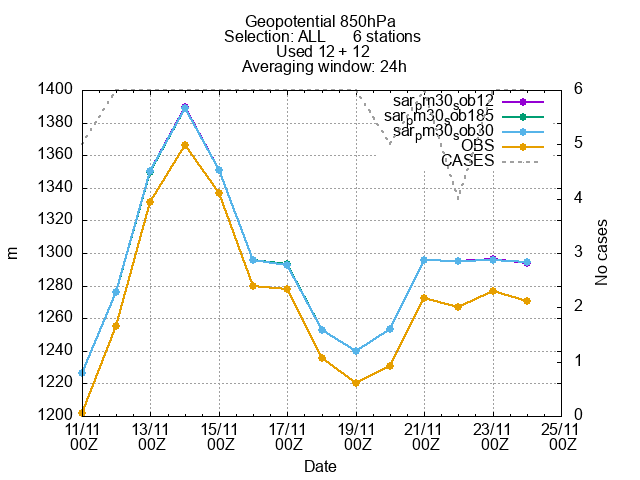 Geopotential 850hPa
Selection: ALL 6 stations
Used 12 + 12
Averaging window: 24h
sarpm30sob12
sarpm30sob185
sarpm30sob30
OBS
CASES
1400
1380
1360
1340
1320
1300
1280
1260
1240
1220
1200
m
6
5
4
3
2
1
0
No cases
11/11 13/11 15/11 17/11 19/11 21/11 23/11 25/11
00Z 00Z 00Z 00Z 00Z 00Z 00Z 00Z
Date